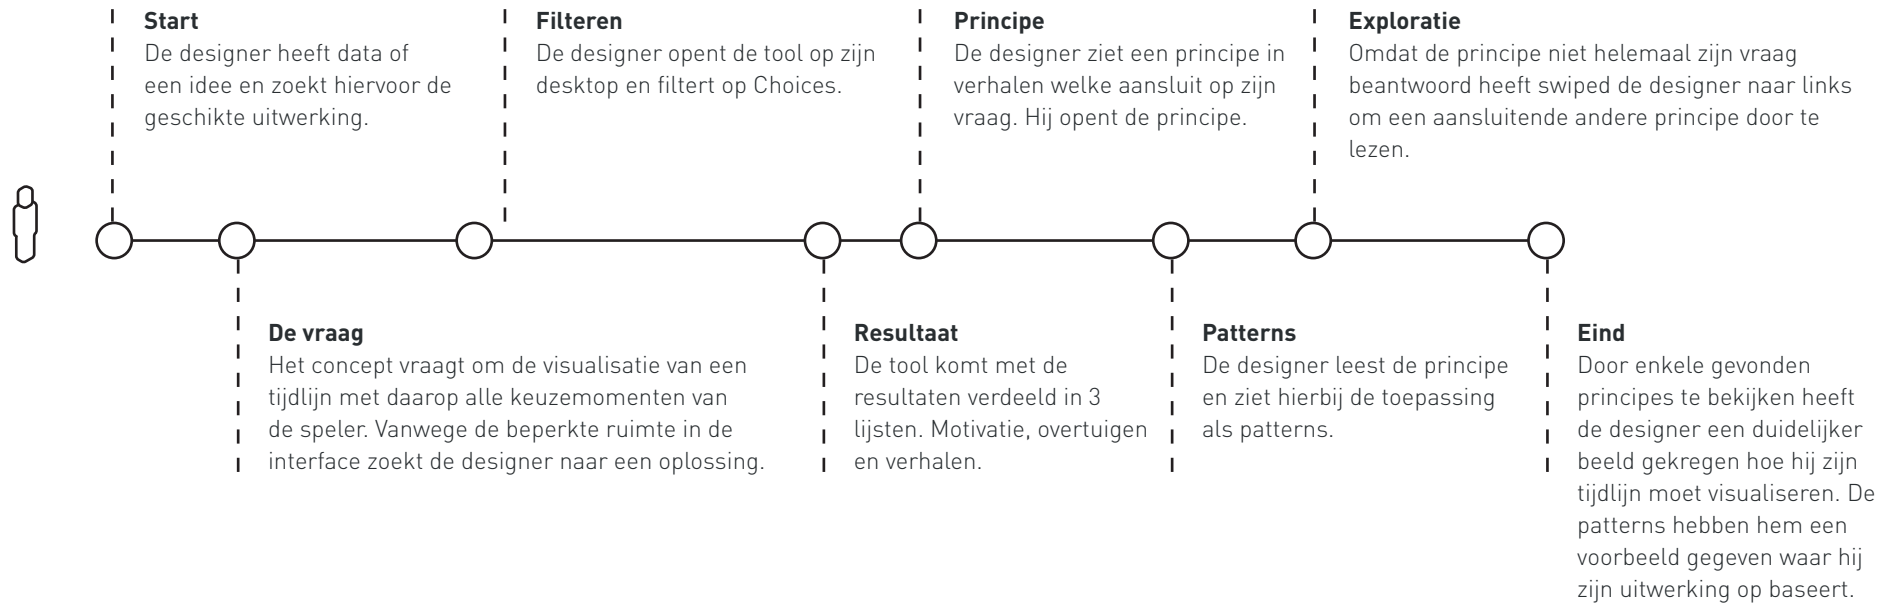 Start
De designer heeft data of
een idee en zoekt hiervoor de
geschikte uitwerking.
De vraag
Het concept vraagt om de visualisatie van een
tijdlijn met daarop alle keuzemomenten van
de speler. Vanwege de beperkte ruimte in de
interface zoekt de designer naar een oplossing.
Filteren
De designer opent de tool op zijn
desktop en filtert op Choices.
Resultaat
De tool komt met de
resultaten verdeeld in 3
lijsten. Motivatie, overtuigen
en verhalen.
Principe
De designer ziet een principe in
verhalen welke aansluit op zijn
vraag. Hij opent de principe.
Patterns
De designer leest de principe
en ziet hierbij de toepassing
als patterns.
Exploratie
Omdat de principe niet helemaal zijn vraag
beantwoord heeft swiped de designer naar links
om een aansluitende andere principe door te
lezen.
Eind
Door enkele gevonden
principes te bekijken heeft
de designer een duidelijker
beeld gekregen hoe hij zijn
tijdlijn moet visualiseren. De
patterns hebben hem een
voorbeeld gegeven waar hij
zijn uitwerking op baseert.